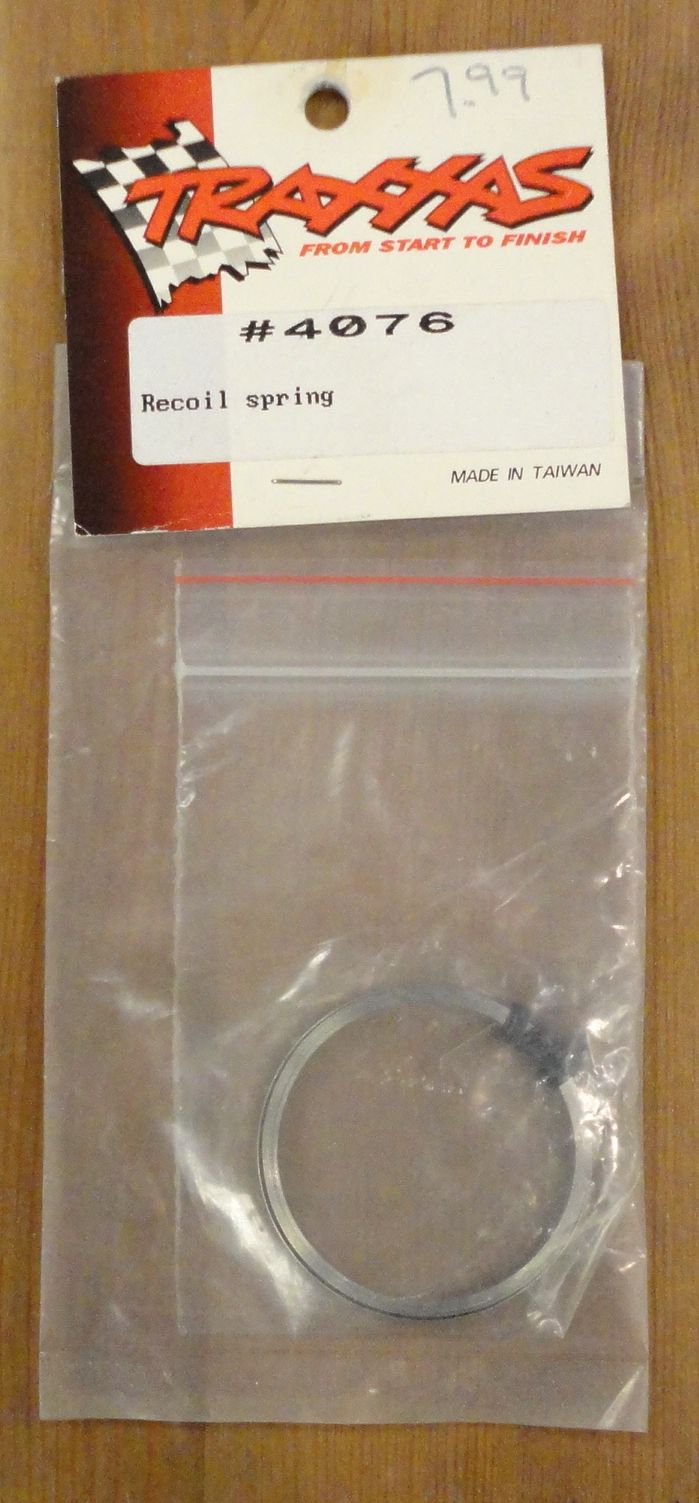 7.99
TRAXXAS
FROM START TO FINISH
#4076
Recoil spring
MADE IN TAIWAN